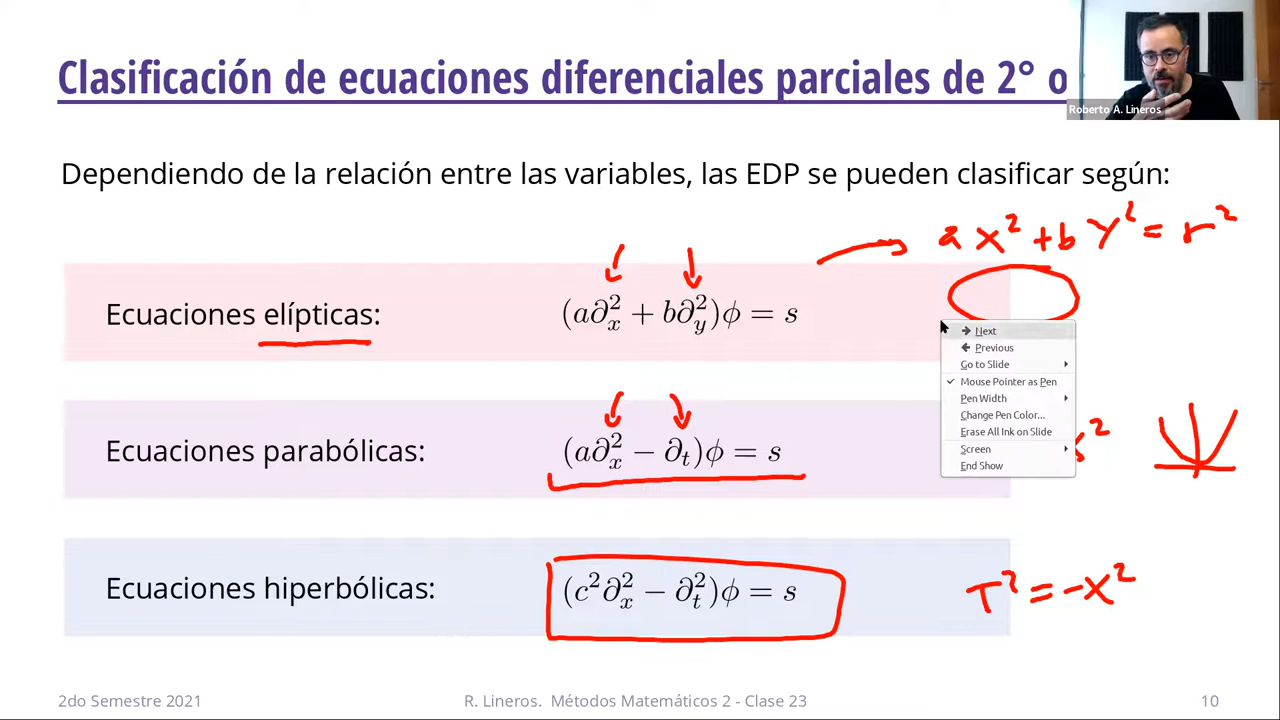 Clasificación de ecuaciones diferenciales parciales de 2° o
Roberto A. Lineros
Dependiendo de la relación entre las variables, las EDP se pueden clasificar según:
a x² + b y² = r²
Ecuaciones elípticas: (a∂²ₓ + b∂²ᵧ)ϕ = s
Next
Previous
Go to Slide
Mouse Pointer as Pen
Pen Width
Change Pen Color...
Erase All Ink on Slide
Screen
End Show
Ecuaciones parabólicas: (a∂²ₓ − ∂ₜ)ϕ = s
Ecuaciones hiperbólicas: (c²∂²ₓ − ∂²ₜ)ϕ = s
T² = -x²
2do Semestre 2021
R. Lineros. Métodos Matemáticos 2 - Clase 23
10